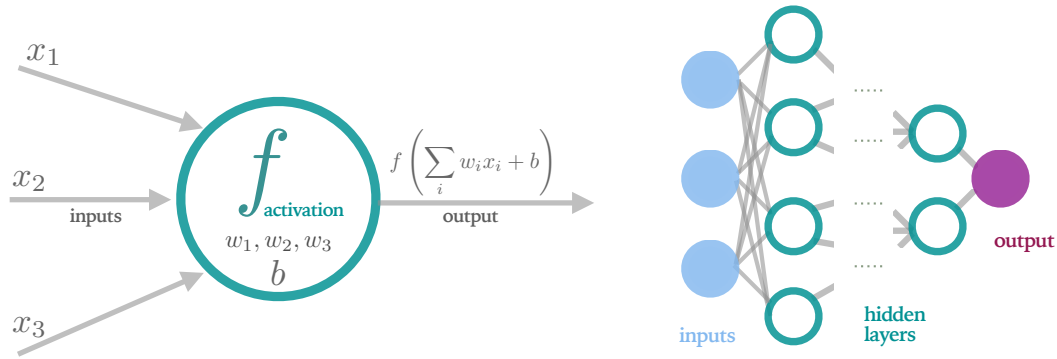 x₁
x₂
inputs
x₃
f
activation
w₁, w₂, w₃
b
f(∑ᵢ wᵢxᵢ + b)
output
inputs
.....
.....
.....
.....
hidden
layers
output